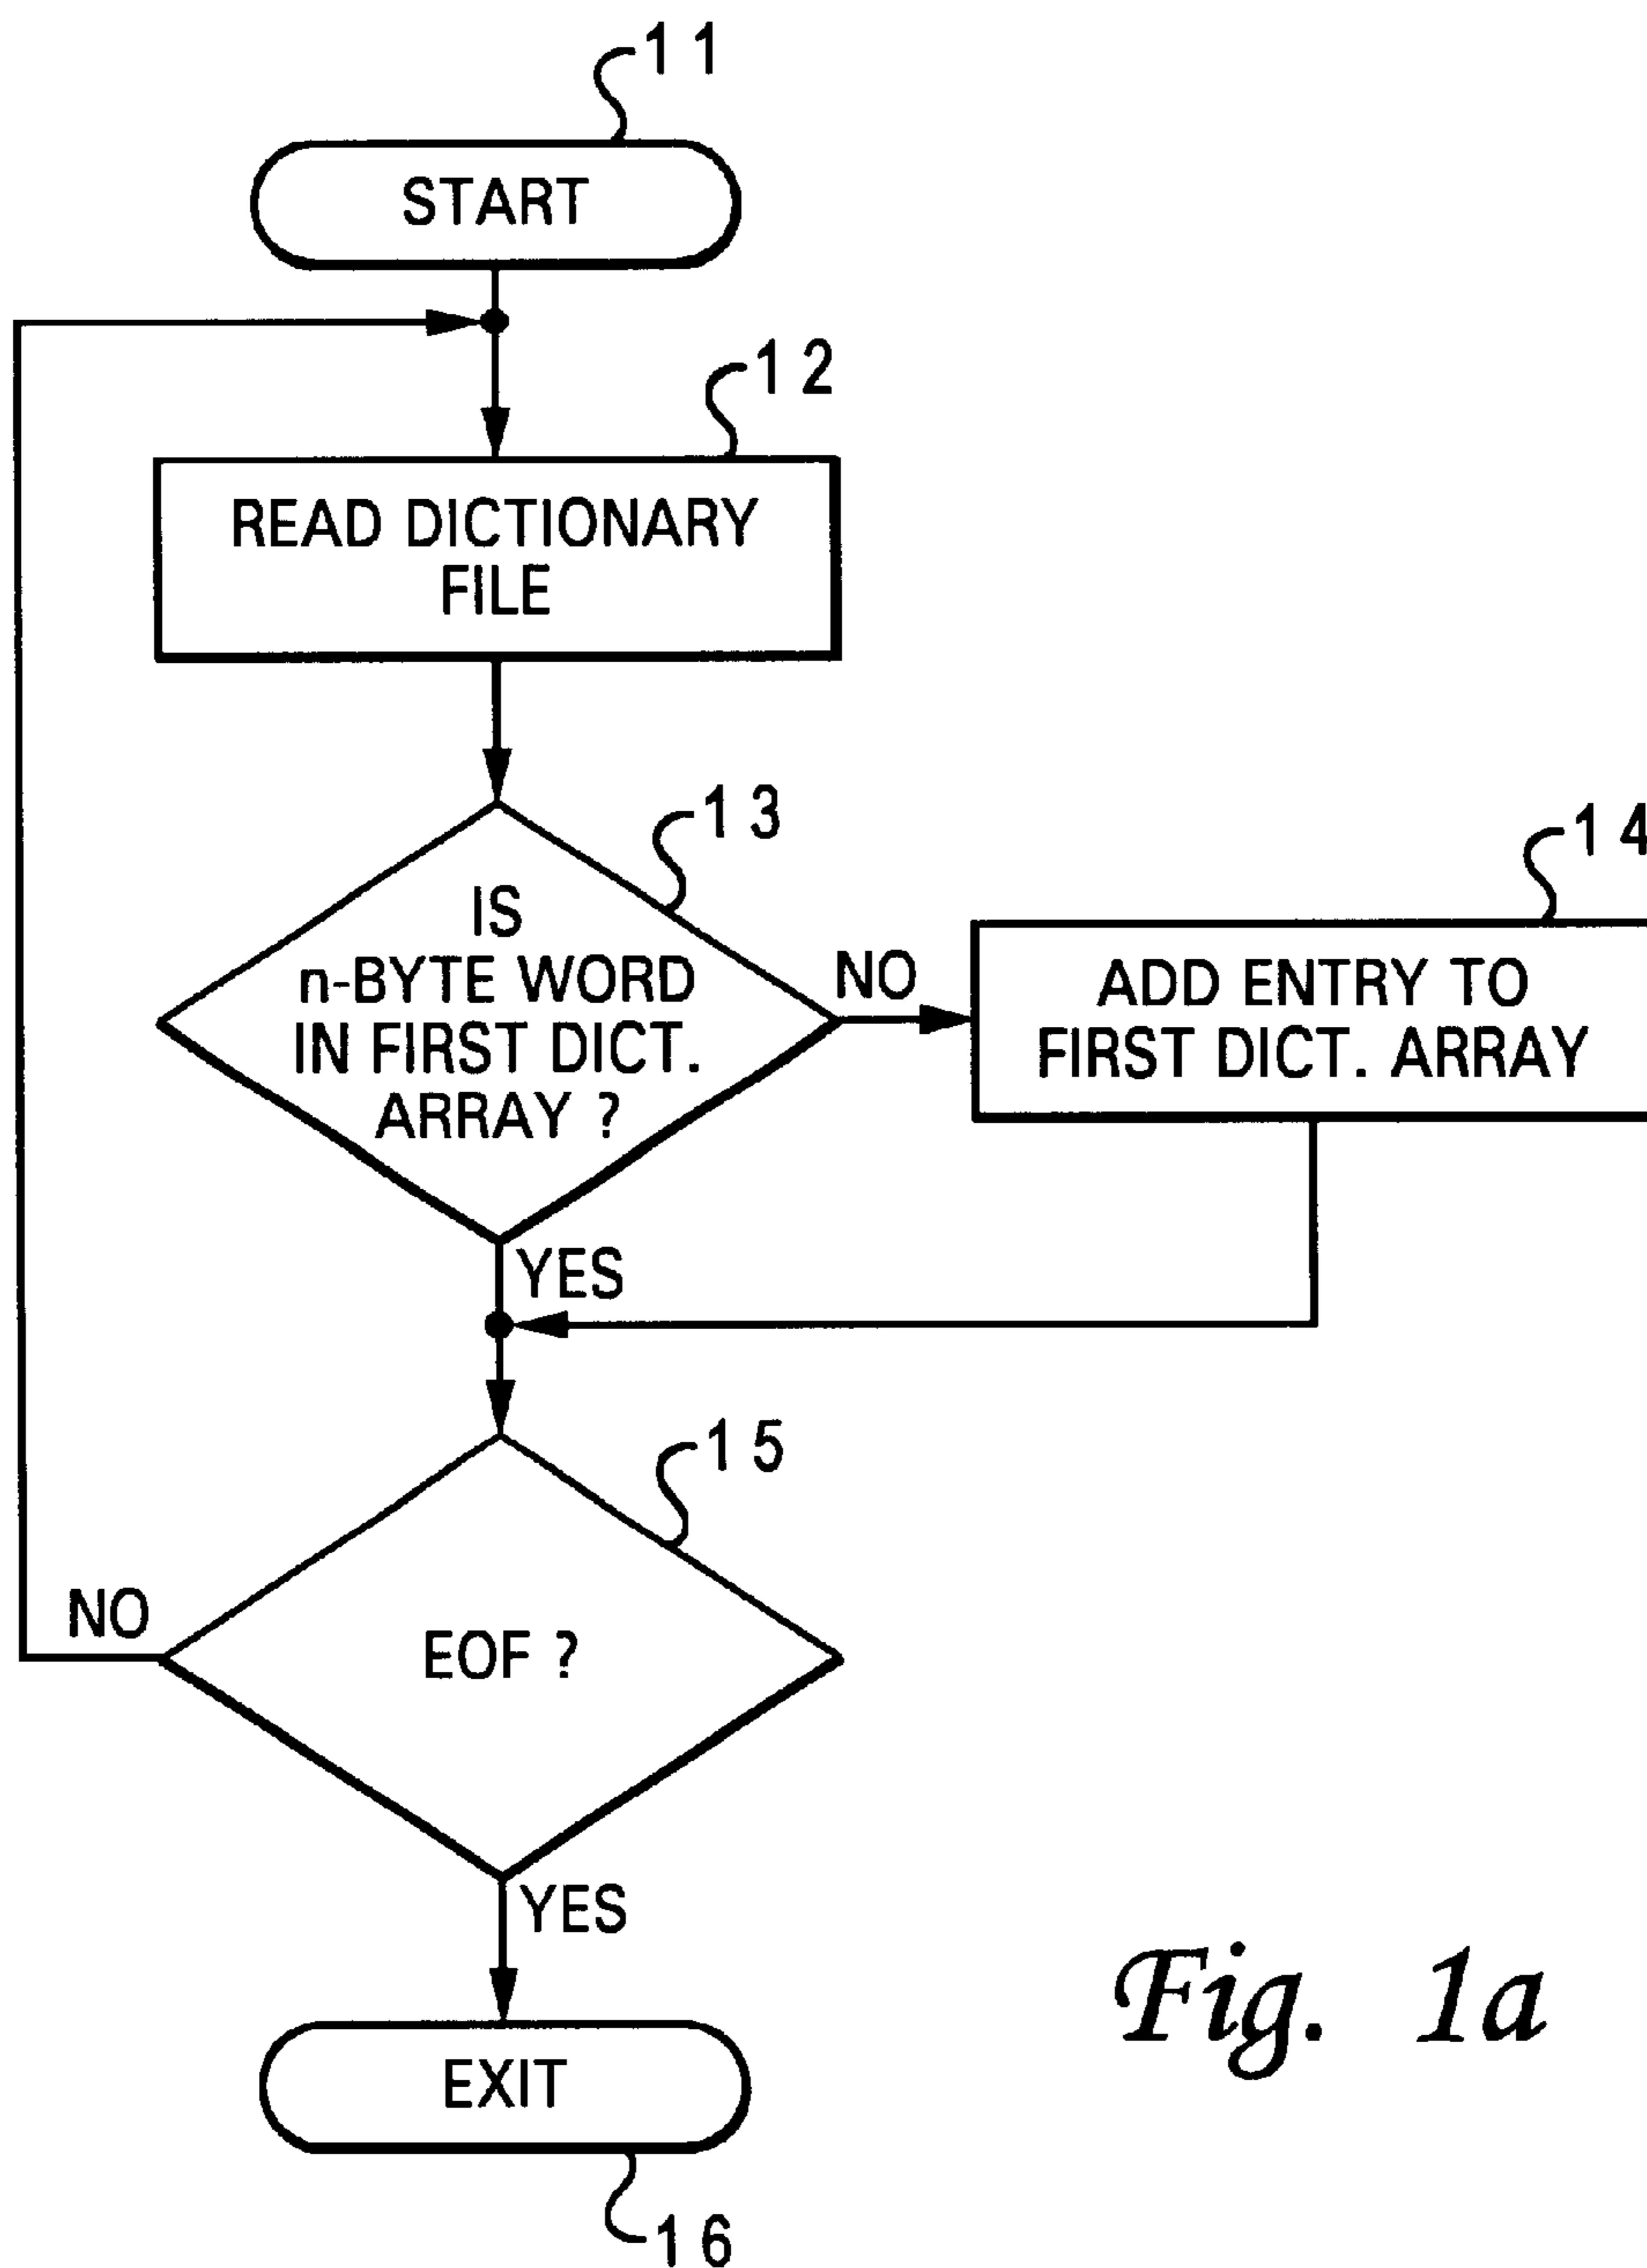 11
START
12
READ DICTIONARY
FILE
13
IS
n-BYTE WORD
IN FIRST DICT.
ARRAY ?
NO
14
ADD ENTRY TO
FIRST DICT. ARRAY
YES
15
NO
EOF ?
YES
EXIT
16
Fig. 1a